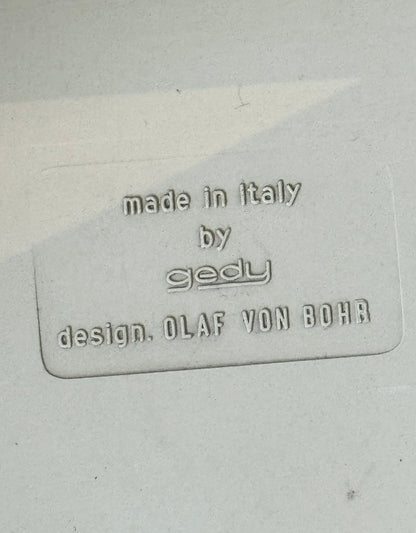 made in Italy
by
gedy
design. OLAF VON BOHR